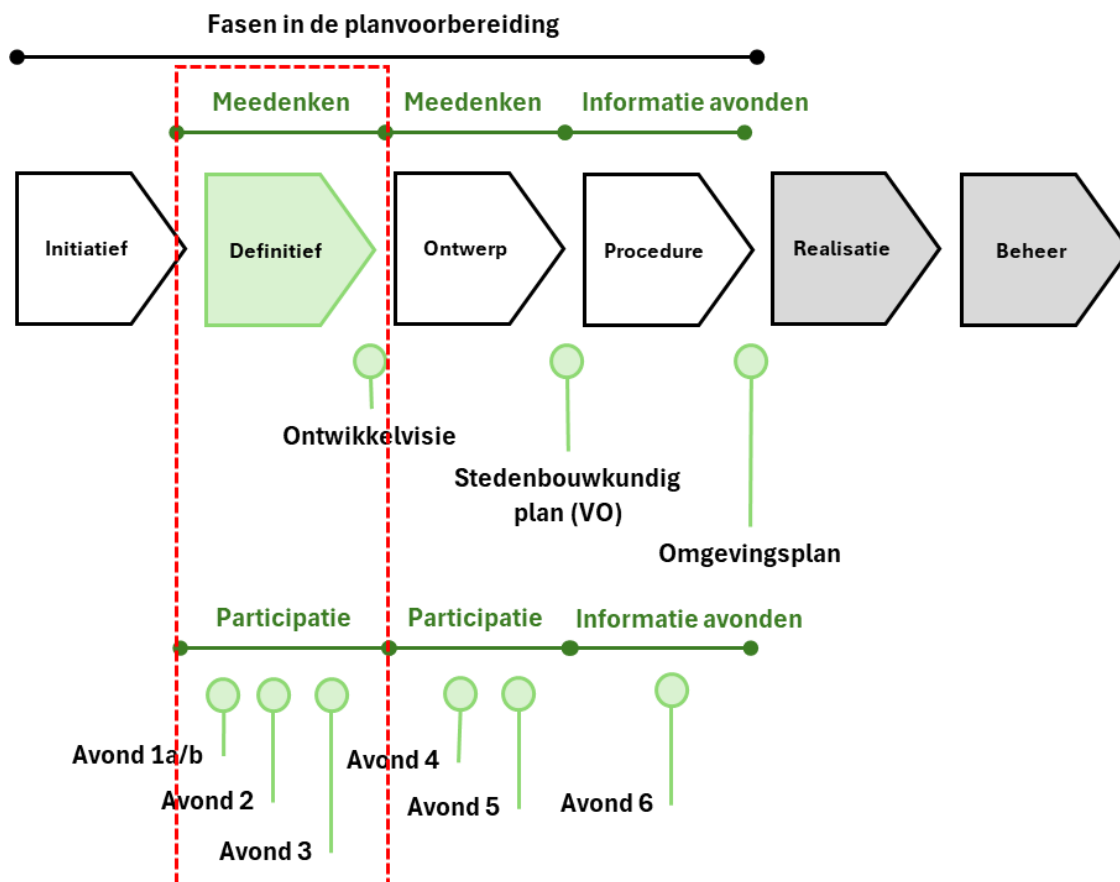 Fasen in de planvoorbereiding
Meedenken
Meedenken
Informatie avonden
Initiatief
Definitief
Ontwerp
Procedure
Realisatie
Beheer
Ontwikkelvisie
Stedenbouwkundig
plan (VO)
Omgevingsplan
Participatie
Participatie
Informatie avonden
Avond 1a/b
Avond 2
Avond 3
Avond 4
Avond 5
Avond 6